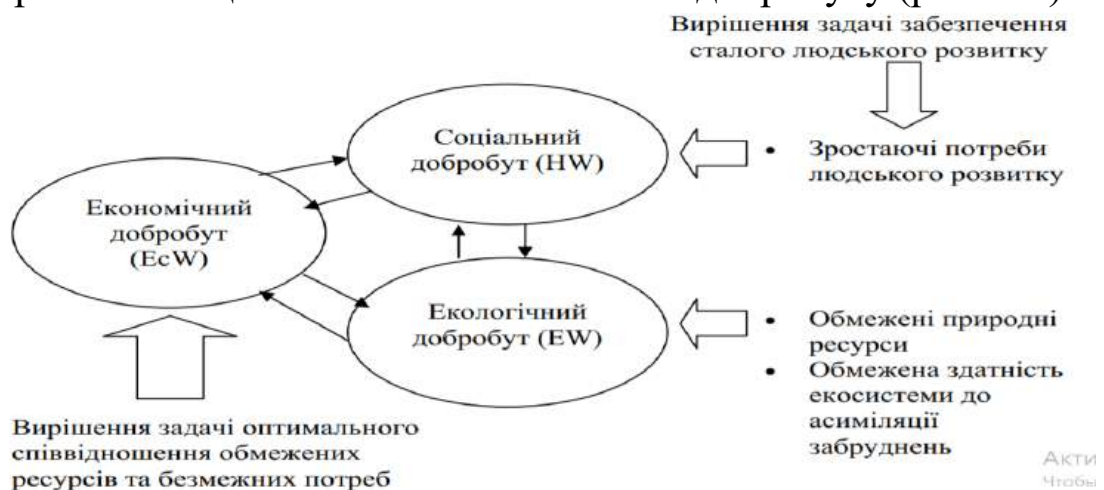 Вирішення задачі забезпечення
сталого людського розвитку
Соціальний
добробут (HW)
• Зростаючі потреби
людського розвитку
Економічний
добробут
(EcW)
Екологічний
добробут (EW)
• Обмежені природні
ресурси
• Обмежена здатність
екосистеми до
асиміляції
забруднень
Вирішення задачі оптимального
співвідношення обмежених
ресурсів та безмежних потреб
Акти
Чтобы